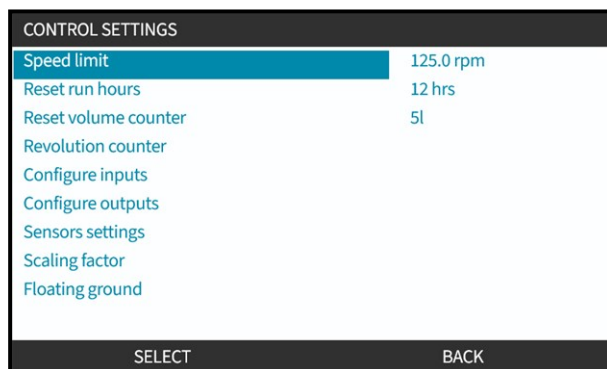 CONTROL SETTINGS
Speed limit 125.0 rpm
Reset run hours 12 hrs
Reset volume counter 5l
Revolution counter
Configure inputs
Configure outputs
Sensors settings
Scaling factor
Floating ground
SELECT BACK